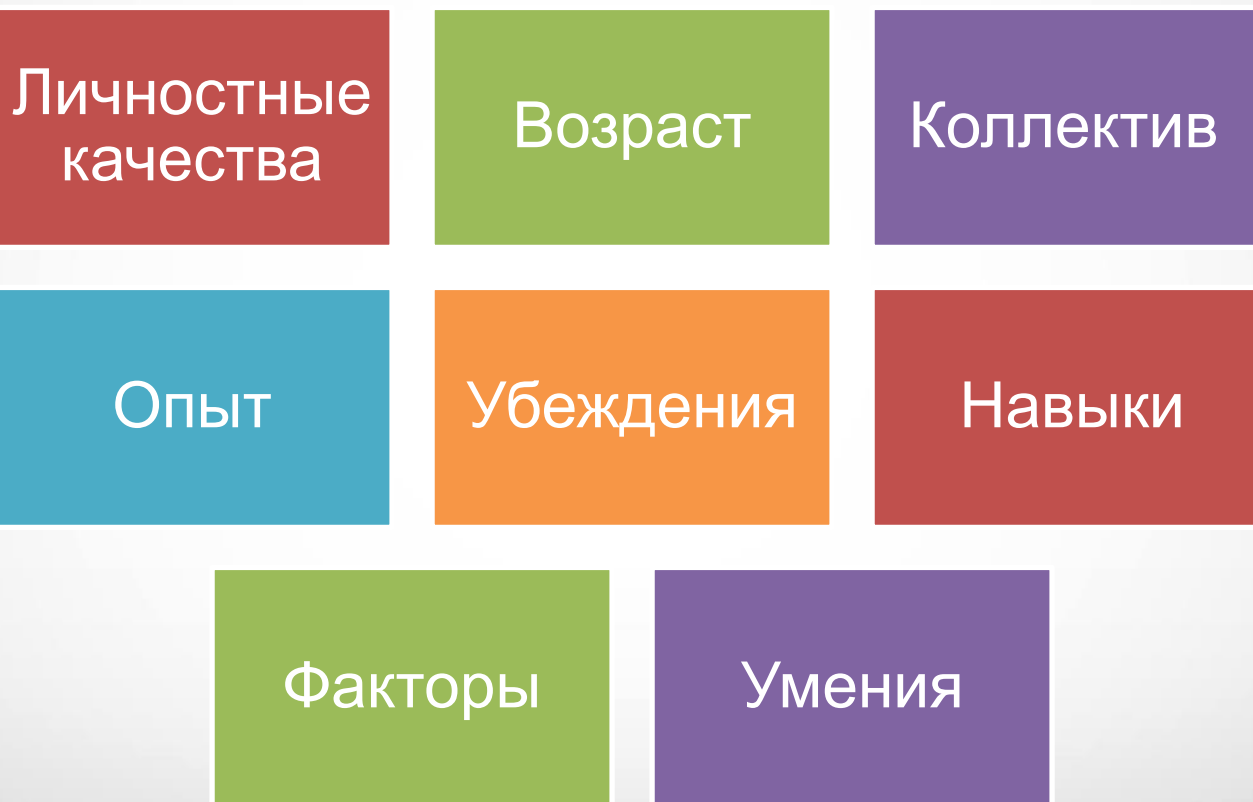 Личностные
качества
Возраст
Коллектив
Опыт
Убеждения
Навыки
Факторы
Умения